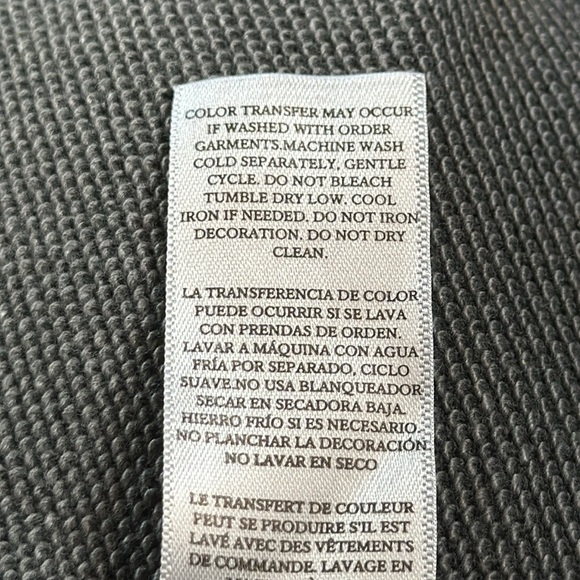 COLOR TRANSFER MAY OCCUR
IF WASHED WITH ORDER
GARMENTS.MACHINE WASH
COLD SEPARATELY, GENTLE
CYCLE. DO NOT BLEACH
TUMBLE DRY LOW. COOL
IRON IF NEEDED. DO NOT IRON
DECORATION. DO NOT DRY
CLEAN.
LA TRANSFERENCIA DE COLOR
PUEDE OCURRIR SI SE LAVA
CON PRENDAS DE ORDEN.
LAVAR A MÁQUINA CON AGUA
FRÍA POR SEPARADO, CICLO
SUAVE.NO USA BLANQUEADOR
SECAR EN SECADORA BAJA.
HIERRO FRÍO SI ES NECESARIO.
NO PLANCHAR LA DECORACIÓN
NO LAVAR EN SECO
LE TRANSFERT DE COULEUR
PEUT SE PRODUIRE S'IL EST
LAVÉ AVEC DES VÊTEMENTS
DE COMMANDE. LAVAGE EN